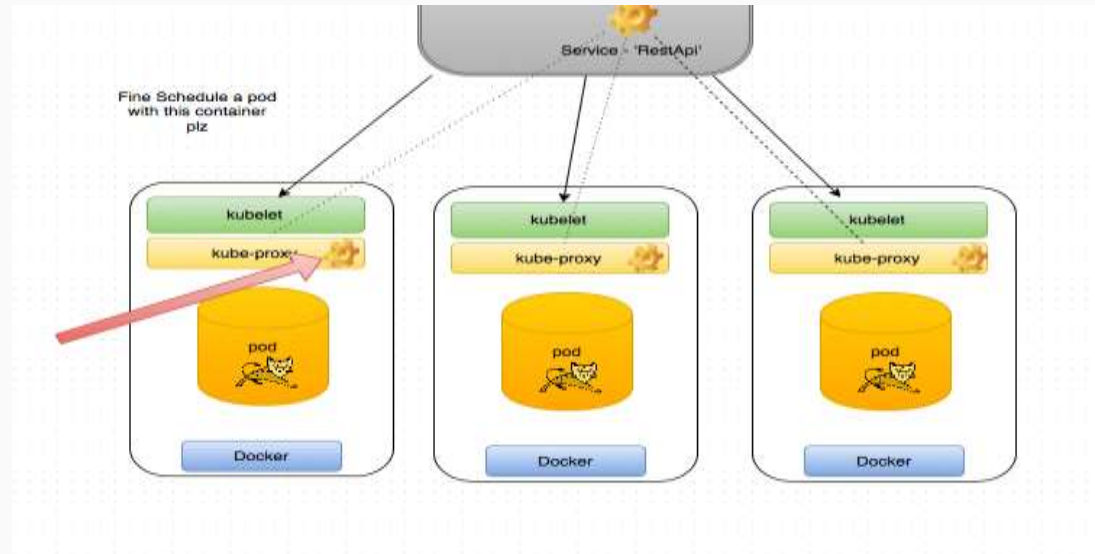 Service - 'RestApi'
Fine Schedule a pod
with this container
plz
kubelet
kube-proxy
pod
Docker
kubelet
kube-proxy
pod
Docker
kubelet
kube-proxy
pod
Docker